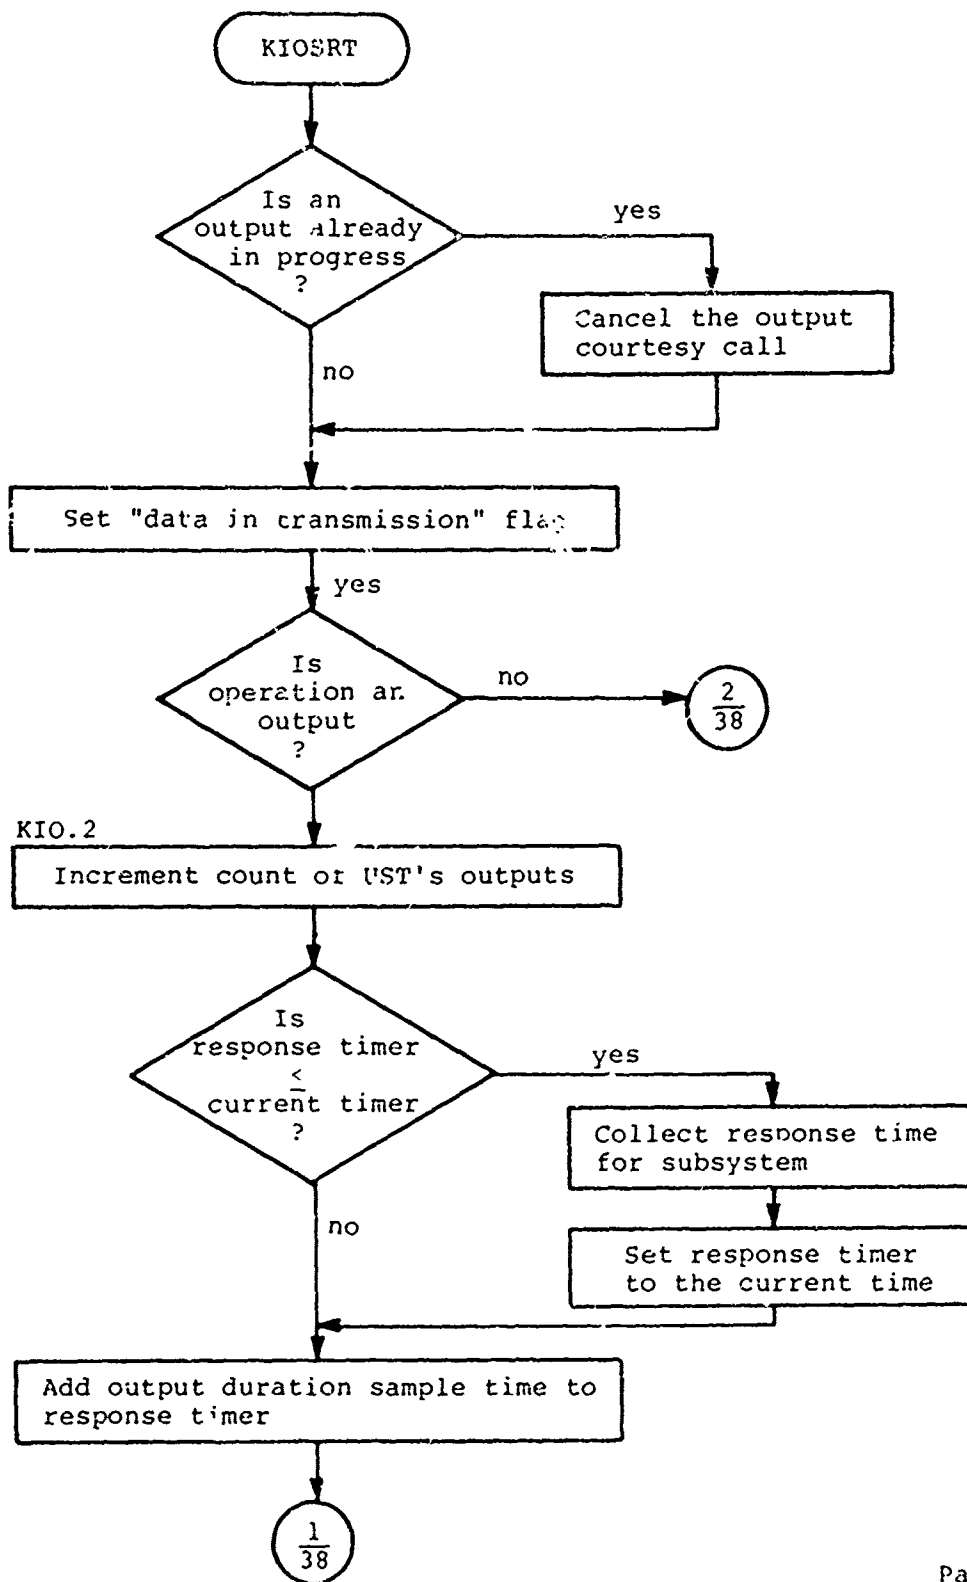 KIOSRT
Is an
output already
in progress
?
yes
Cancel the output
courtesy call
no
Set "data in transmission" flag
yes
Is
operation an
output
?
no
2
38
KIO.2
Increment count of UST's outputs
Is
response timer
≤
current timer
?
yes
Collect response time
for subsystem
no
Set response timer
to the current time
Add output duration sample time to
response timer
1
38
Pa